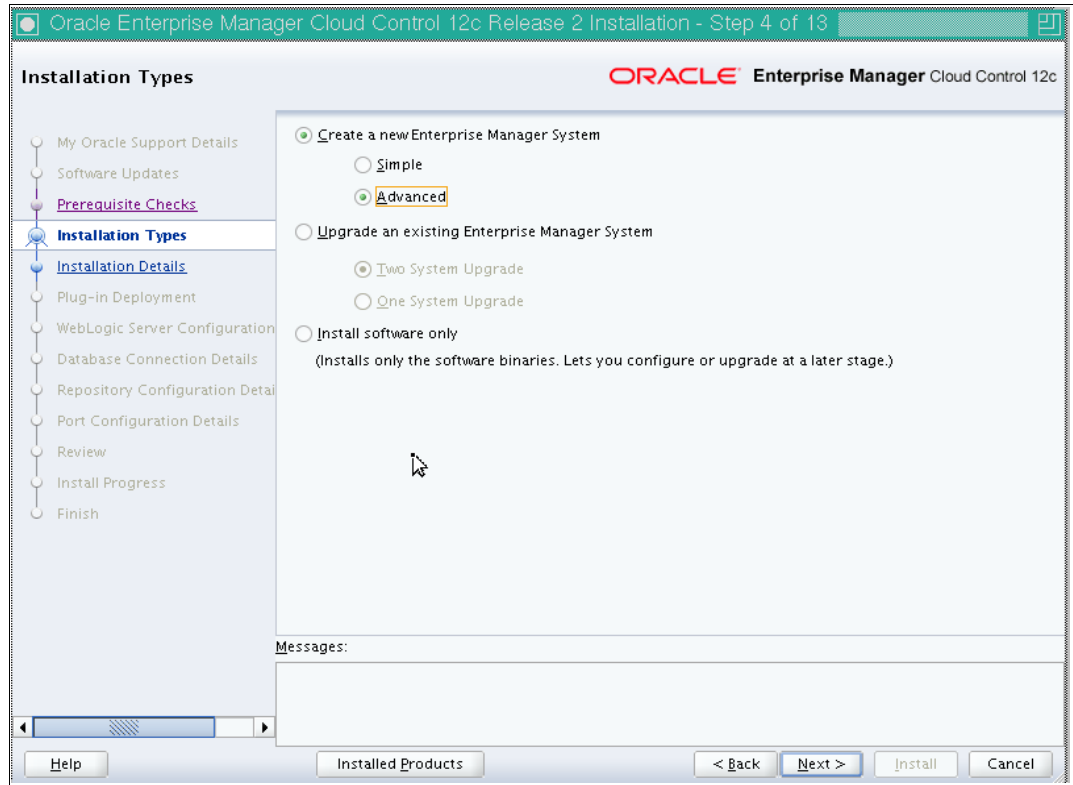 Oracle Enterprise Manager Cloud Control 12c Release 2 Installation - Step 4 of 13
Installation Types
ORACLE Enterprise Manager Cloud Control 12c
My Oracle Support Details
Software Updates
Prerequisite Checks
Installation Types
Installation Details
Plug-in Deployment
WebLogic Server Configuration
Database Connection Details
Repository Configuration Detai
Port Configuration Details
Review
Install Progress
Finish
Create a new Enterprise Manager System
Simple
Advanced
Upgrade an existing Enterprise Manager System
Two System Upgrade
One System Upgrade
Install software only
(Installs only the software binaries. Lets you configure or upgrade at a later stage.)
Messages:
Help
Installed Products
< Back
Next >
Install
Cancel